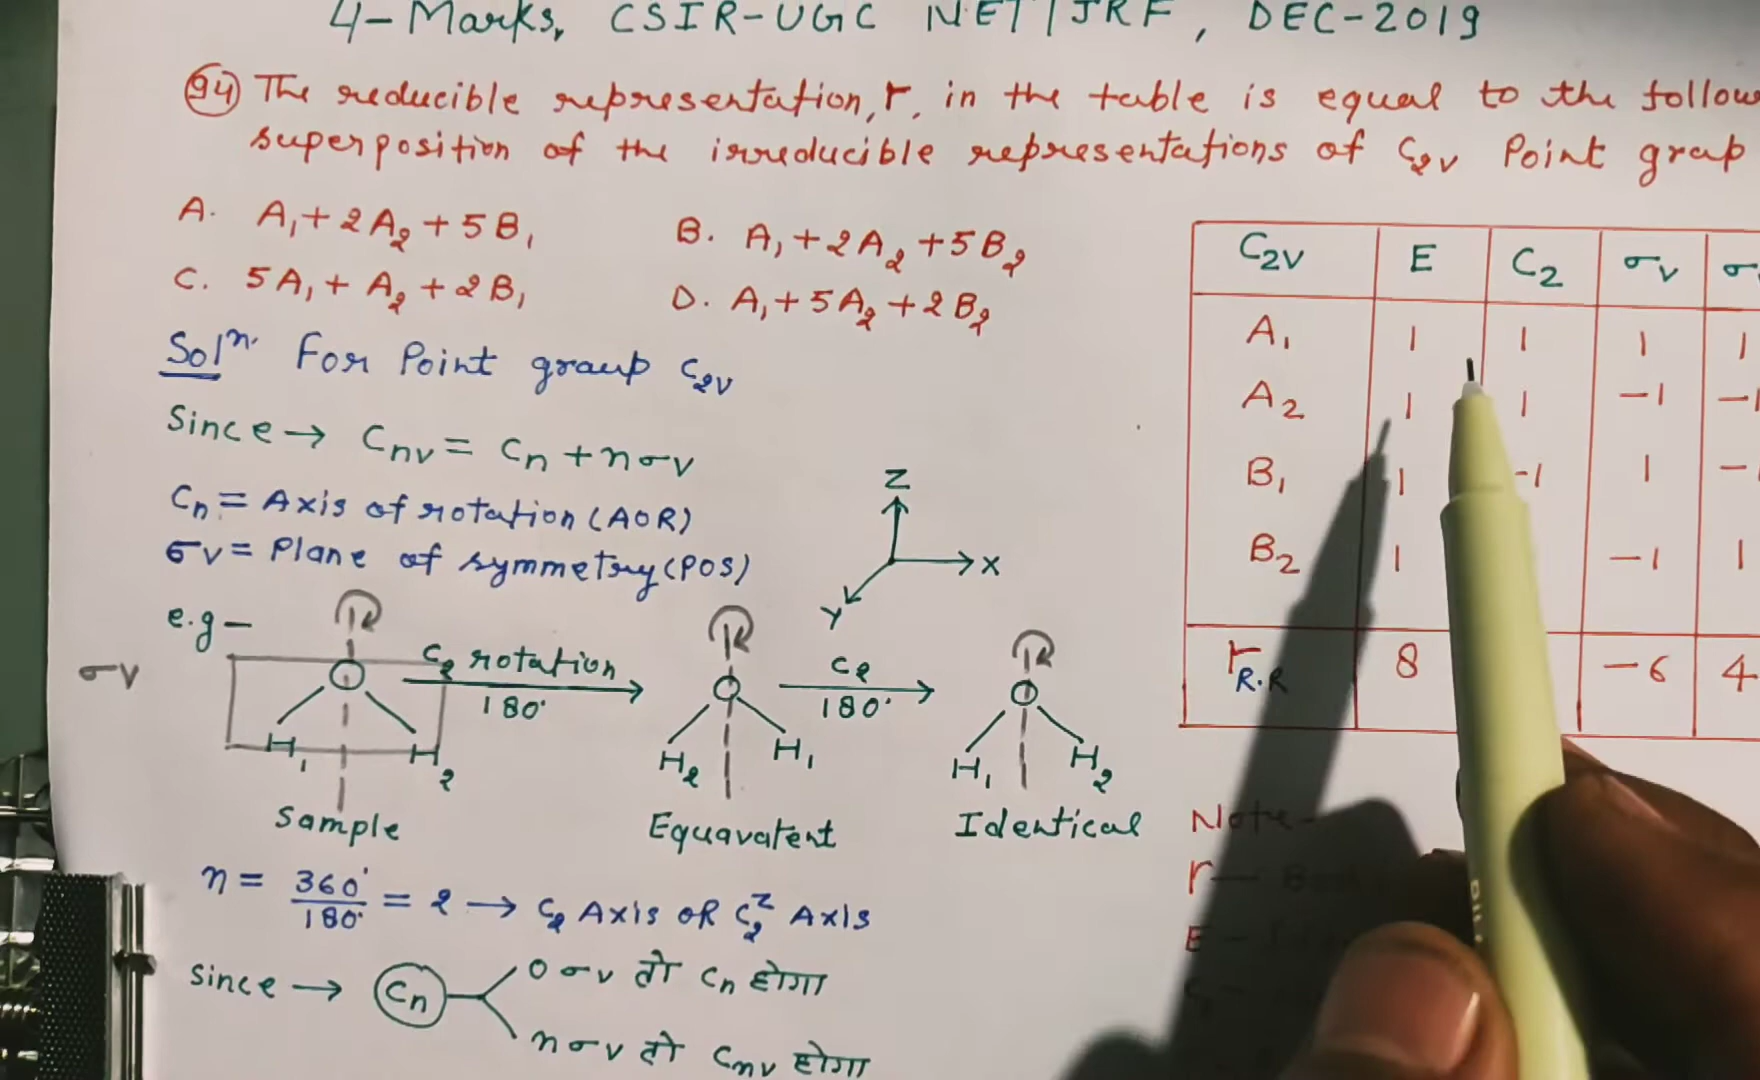 4-Marks, CSIR-UGC NET/JRF, DEC-2019
94 The reducible representation, Γ, in the table is equal to the follow
superposition of the irreducible representations of C2v Point group
A. A1+2A2+5B1
B. A1+2A2+5B2
C. 5A1+A2+2B1
D. A1+5A2+2B2
Soln. For Point group C2v
Since→ Cnv= Cn+nσv
Cn= Axis of rotation (AOR)
σv= Plane of symmetry(POS)
Z
X
Y
e.g-
σv
O
H1
H2
Sample
C2 rotation
180°
O
H2
H1
Equavatent
C2
180°
O
H1
H2
Identical
n= 360°/180° = 2 → C2 Axis OR C2z Axis
Since → Cn
0 σv तो Cn होगा
nσv तो Cnv होगा
C2V E C2 σv σ
A1 1 1 1 1
A2 1 1 -1 -1
B1 1 -1 1 -
B2 1 -1 1
ΓR.R 8 -6 4
Note-
Γ-
E-